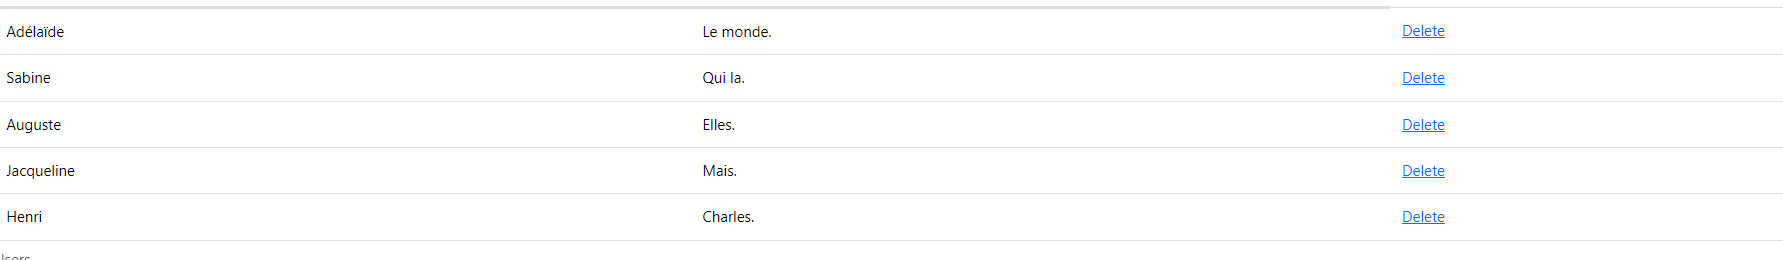 Adélaïde Le monde. Delete
Sabine Qui la. Delete
Auguste Elles. Delete
Jacqueline Mais. Delete
Henri Charles. Delete